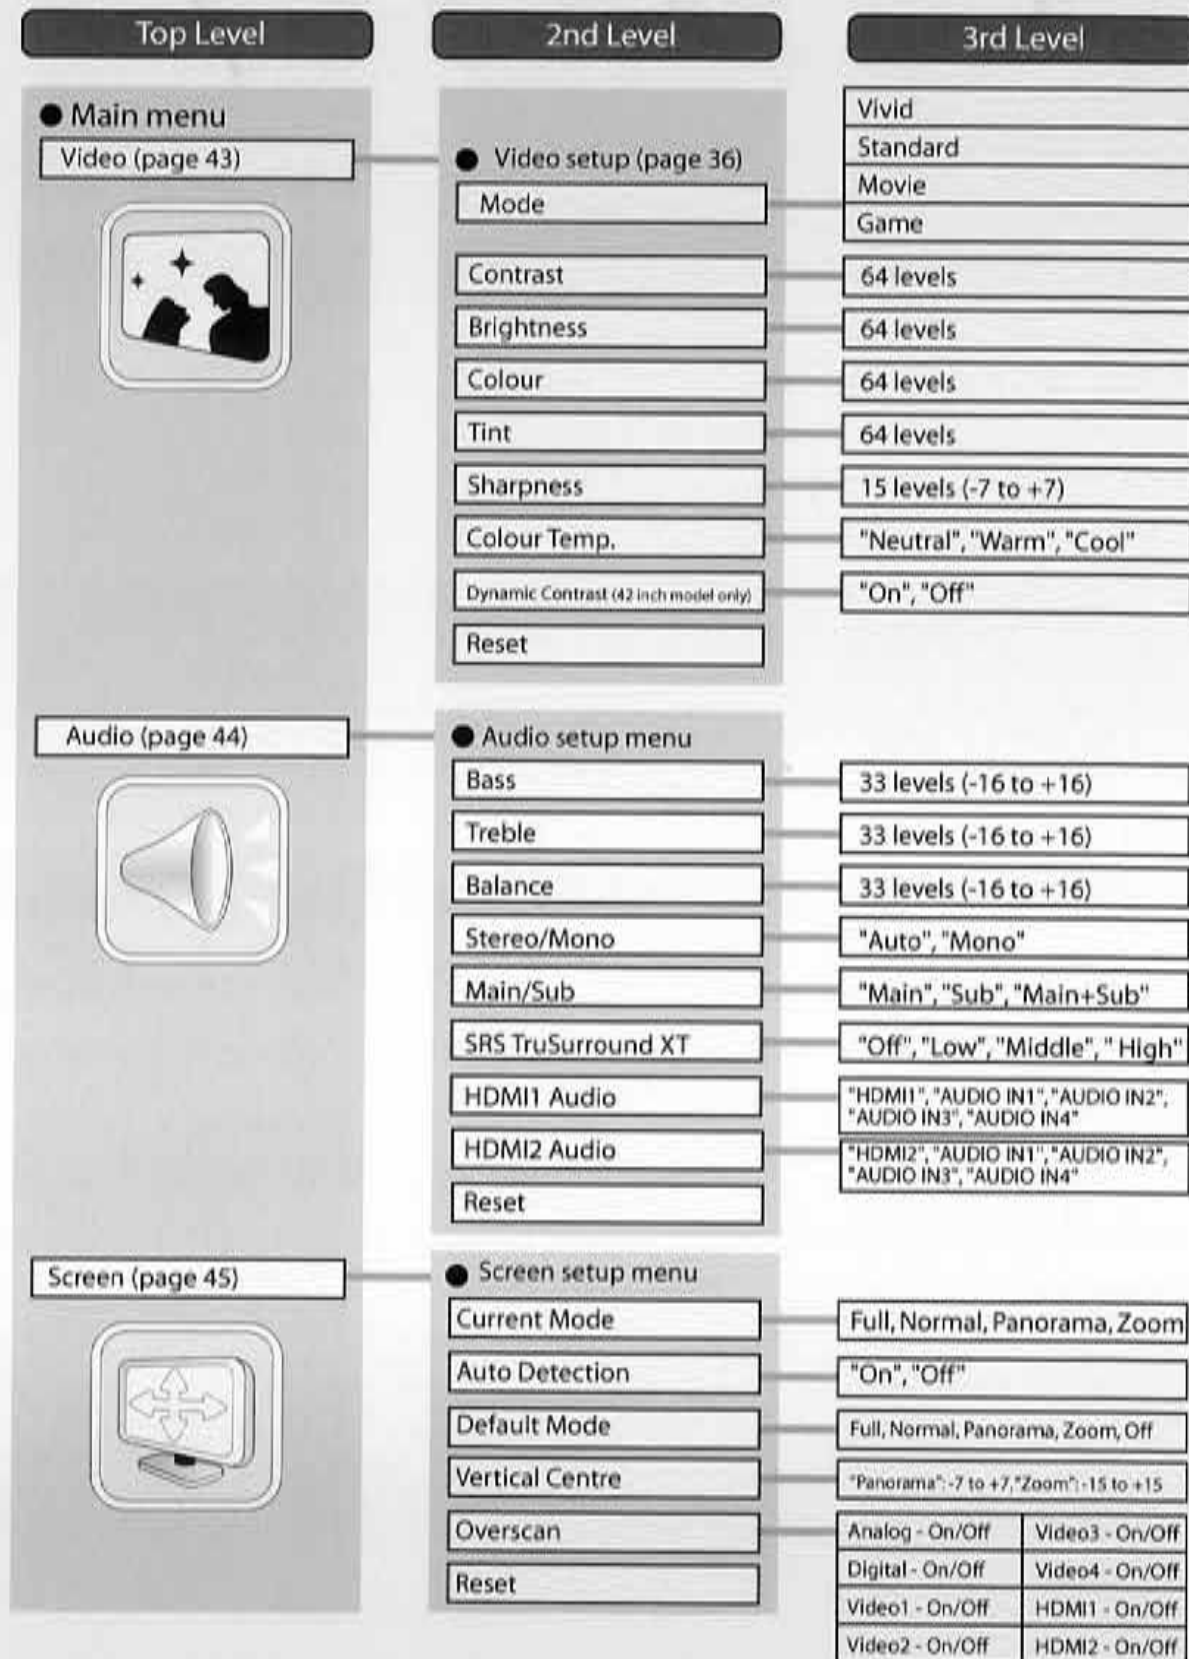 Top Level
2nd Level
3rd Level
● Main menu
Video (page 43)
● Video setup (page 36)
Mode
Vivid
Standard
Movie
Game
Contrast
64 levels
Brightness
64 levels
Colour
64 levels
Tint
64 levels
Sharpness
15 levels (-7 to +7)
Colour Temp.
"Neutral", "Warm", "Cool"
Dynamic Contrast (42 inch model only)
"On", "Off"
Reset
Audio (page 44)
● Audio setup menu
Bass
33 levels (-16 to +16)
Treble
33 levels (-16 to +16)
Balance
33 levels (-16 to +16)
Stereo/Mono
"Auto", "Mono"
Main/Sub
"Main", "Sub", "Main+Sub"
SRS TruSurround XT
"Off", "Low", "Middle", " High"
HDMI1 Audio
"HDMI1", "AUDIO IN1", "AUDIO IN2",
"AUDIO IN3", "AUDIO IN4"
HDMI2 Audio
"HDMI2", "AUDIO IN1", "AUDIO IN2",
"AUDIO IN3", "AUDIO IN4"
Reset
Screen (page 45)
● Screen setup menu
Current Mode
Full, Normal, Panorama, Zoom
Auto Detection
"On", "Off"
Default Mode
Full, Normal, Panorama, Zoom, Off
Vertical Centre
"Panorama": -7 to +7, "Zoom": -15 to +15
Overscan
Analog - On/Off Video3 - On/Off
Digital - On/Off Video4 - On/Off
Video1 - On/Off HDMI1 - On/Off
Video2 - On/Off HDMI2 - On/Off
Reset